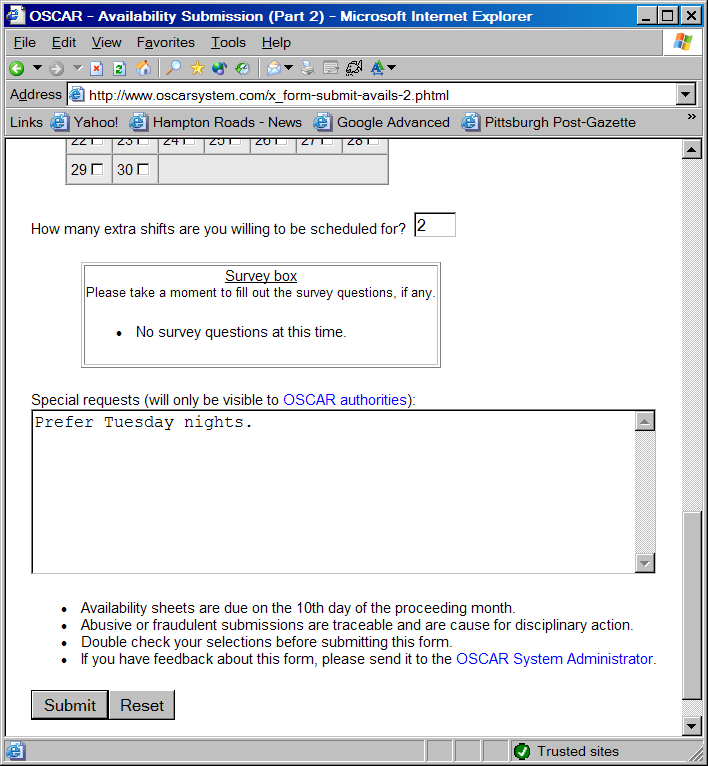 OSCAR - Availability Submission (Part 2) - Microsoft Internet Explorer
File Edit View Favorites Tools Help
Address http://www.oscarsystem.com/x_form-submit-avails-2.phtml
Links Yahoo! Hampton Roads - News Google Advanced Pittsburgh Post-Gazette »
22 23 24 25 26 27 28
29 30
How many extra shifts are you willing to be scheduled for? 2
Survey box
Please take a moment to fill out the survey questions, if any.
• No survey questions at this time.
Special requests (will only be visible to OSCAR authorities):
Prefer Tuesday nights.
• Availability sheets are due on the 10th day of the proceeding month.
• Abusive or fraudulent submissions are traceable and are cause for disciplinary action.
• Double check your selections before submitting this form.
• If you have feedback about this form, please send it to the OSCAR System Administrator.
Submit Reset
Trusted sites